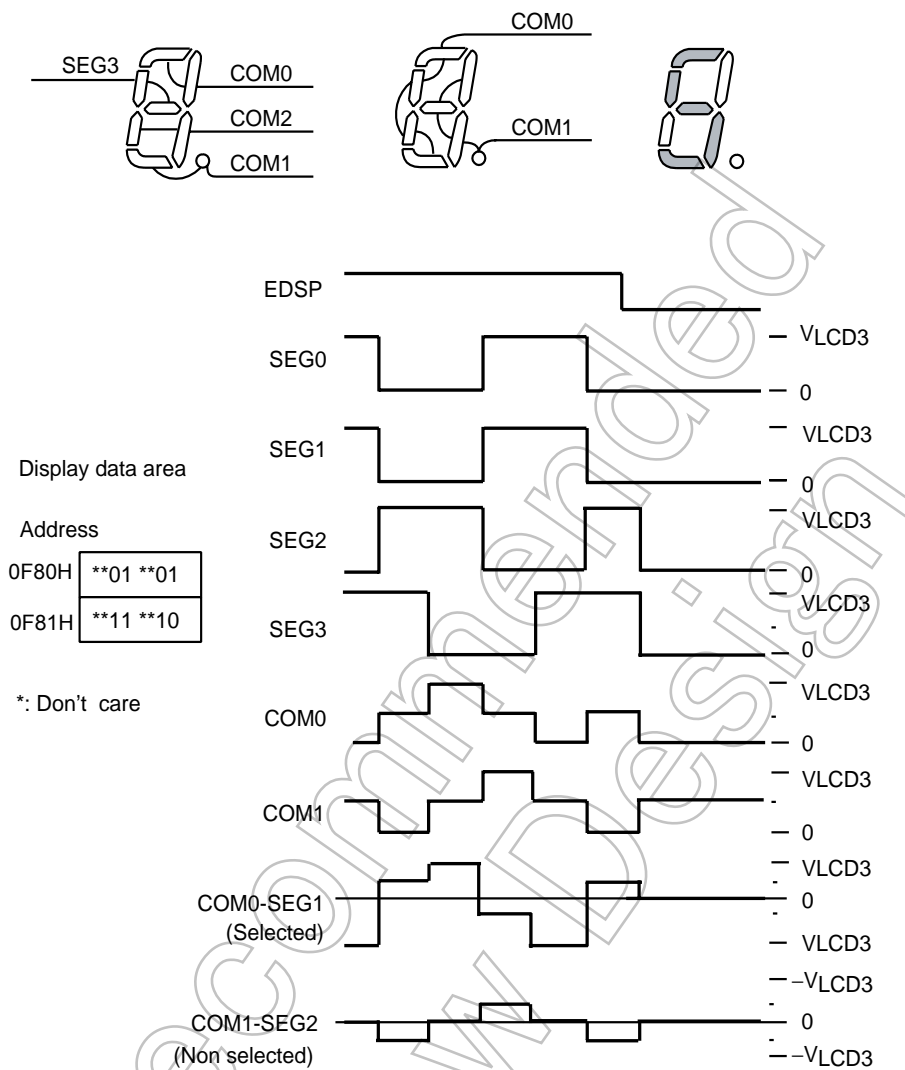 COM0
SEG3
COM0
COM2
COM1
COM1
EDSP
VLCD3
SEG0
0
VLCD3
SEG1
0
Display data area
VLCD3
Address
SEG2
0F80H **01 **01
0
VLCD3
0F81H **11 **10
SEG3
0
*: Don't care
VLCD3
COM0
0
VLCD3
COM1
0
VLCD3
COM0-SEG1
0
(Selected)
VLCD3
−VLCD3
COM1-SEG2
0
(Non selected)
−VLCD3
ecommended
w Design